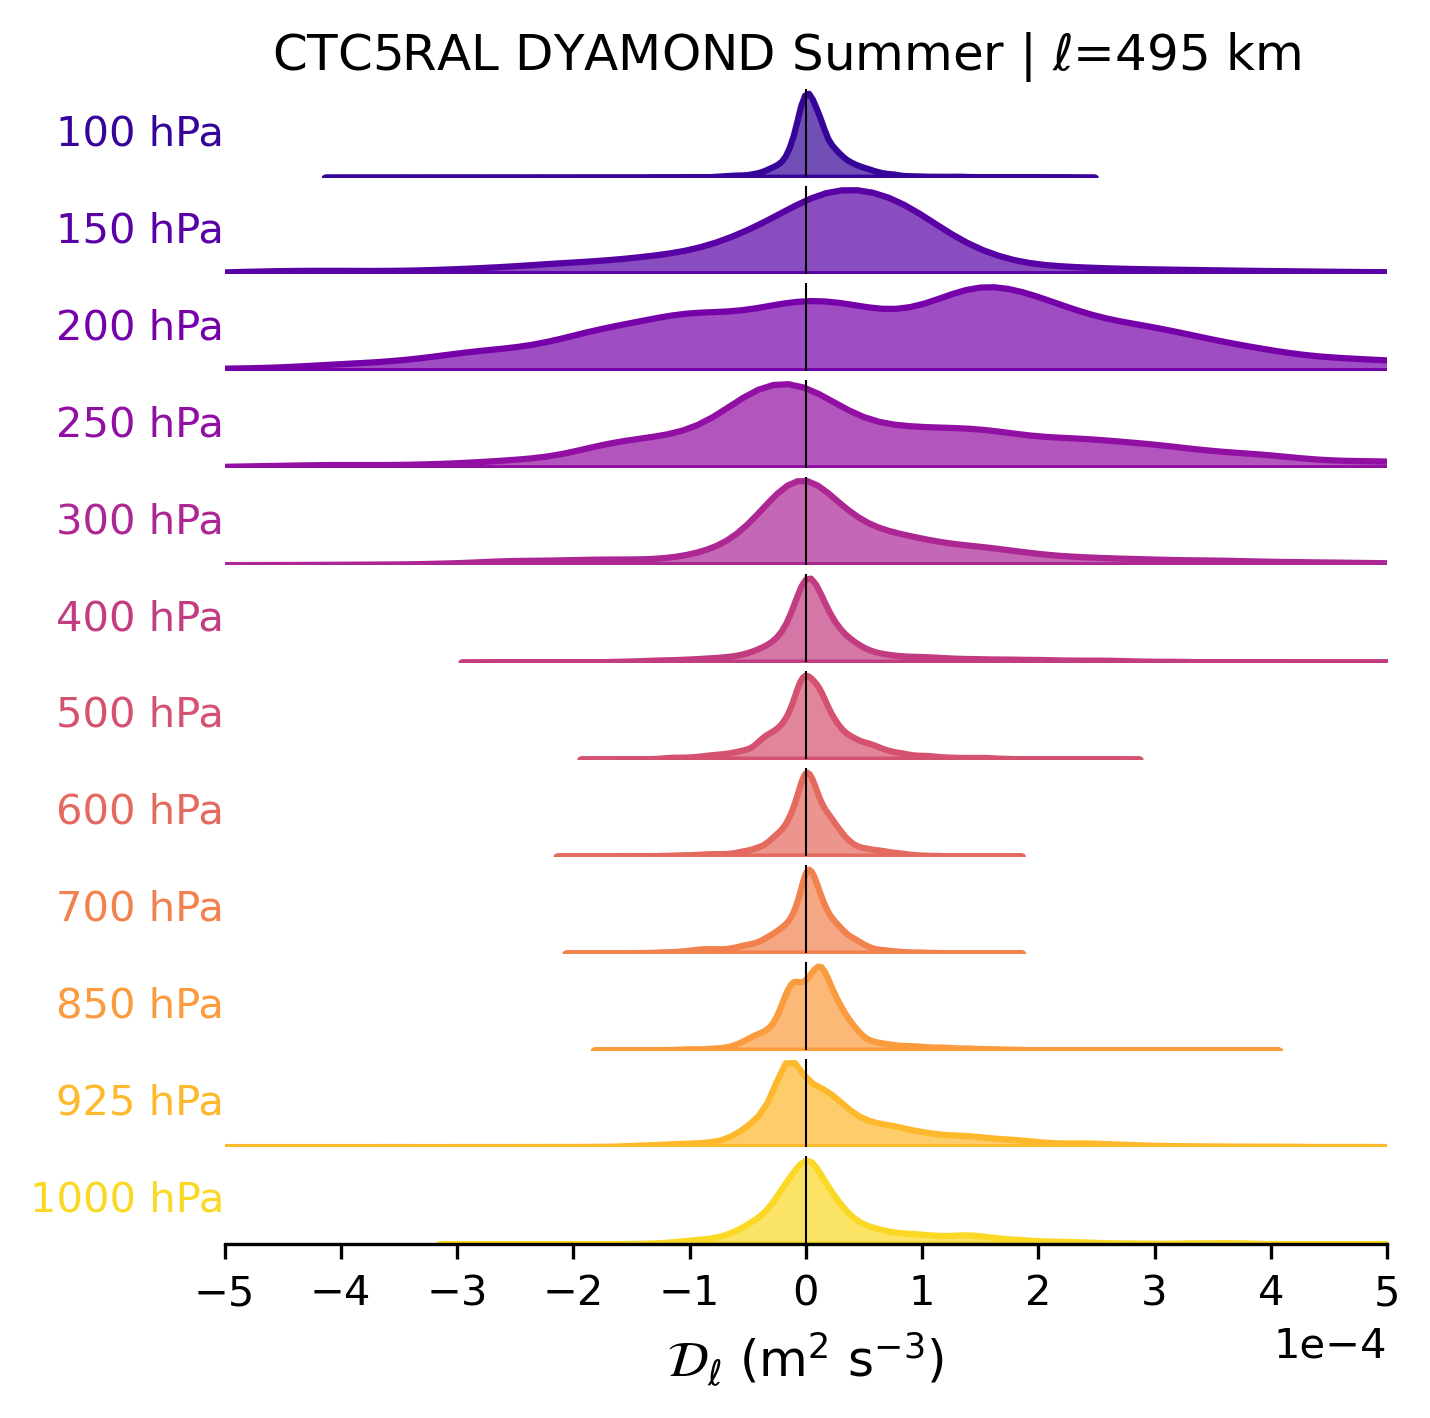 CTC5RAL DYAMOND Summer | ℓ=495 km
100 hPa
150 hPa
200 hPa
250 hPa
300 hPa
400 hPa
500 hPa
600 hPa
700 hPa
850 hPa
925 hPa
1000 hPa
−5 −4 −3 −2 −1 0 1 2 3 4 5
1e−4
𝒟ℓ (m² s⁻³)